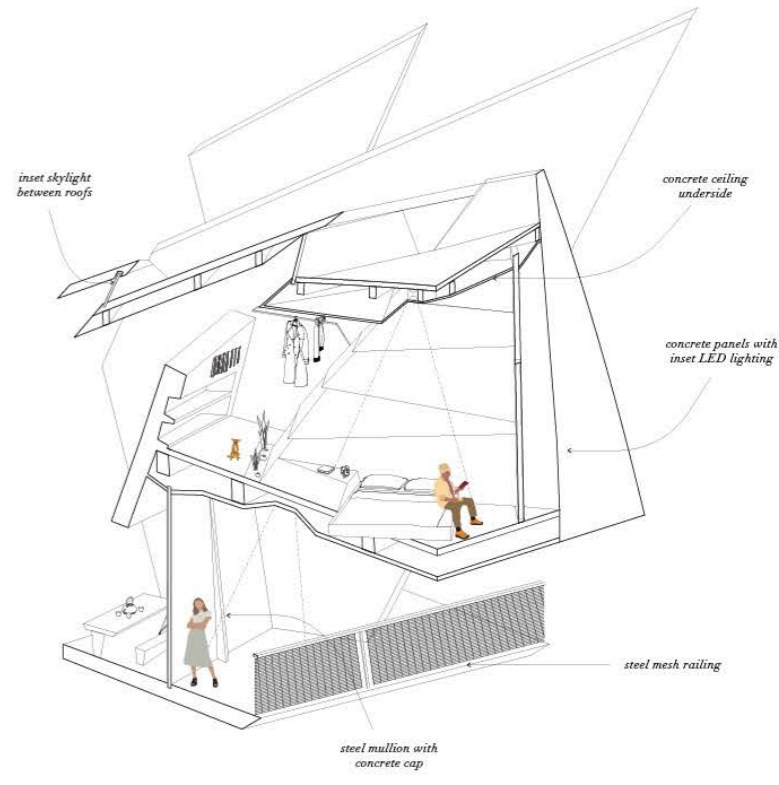 inset skylight
between roofs
concrete ceiling
underside
concrete panels with
inset LED lighting
steel mesh railing
steel mullion with
concrete cap